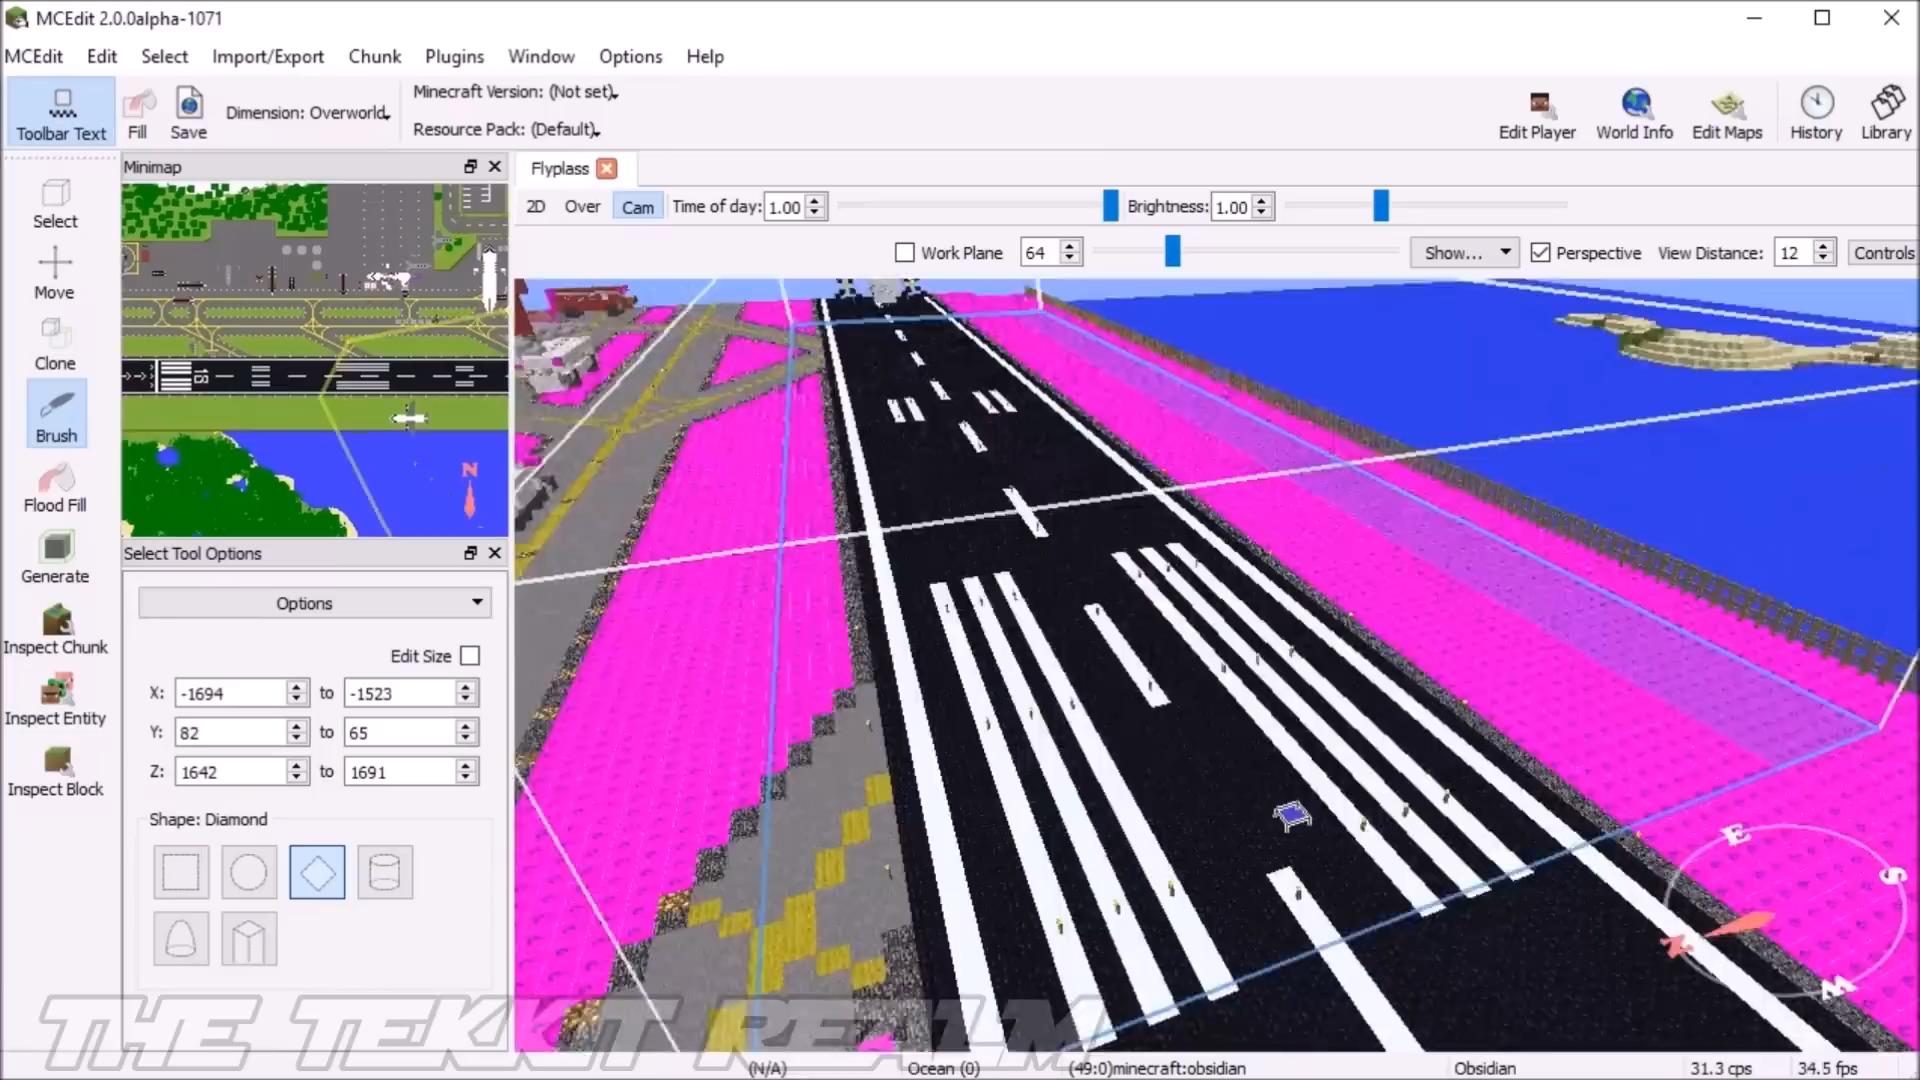 MCEdit 2.0.0alpha-1071
MCEdit Edit Select Import/Export Chunk Plugins Window Options Help
Toolbar Text
Fill
Save
Dimension: Overworld
Minecraft Version: (Not set)
Resource Pack: (Default)
Edit Player
World Info
Edit Maps
History
Library
Select
Move
Clone
Brush
Flood Fill
Generate
Inspect Chunk
Inspect Entity
Inspect Block
Minimap
N
Select Tool Options
Options
Edit Size
X: -1694 to -1523
Y: 82 to 65
Z: 1642 to 1691
Shape: Diamond
Flyplass
2D Over Cam Time of day: 1.00 Brightness: 1.00
Work Plane 64 Show... Perspective View Distance: 12 Controls
E
S
N
W
THE TEKKIT REALM
(N/A) Ocean (0) (49:0)minecraft:obsidian Obsidian 31.3 cps 34.5 fps